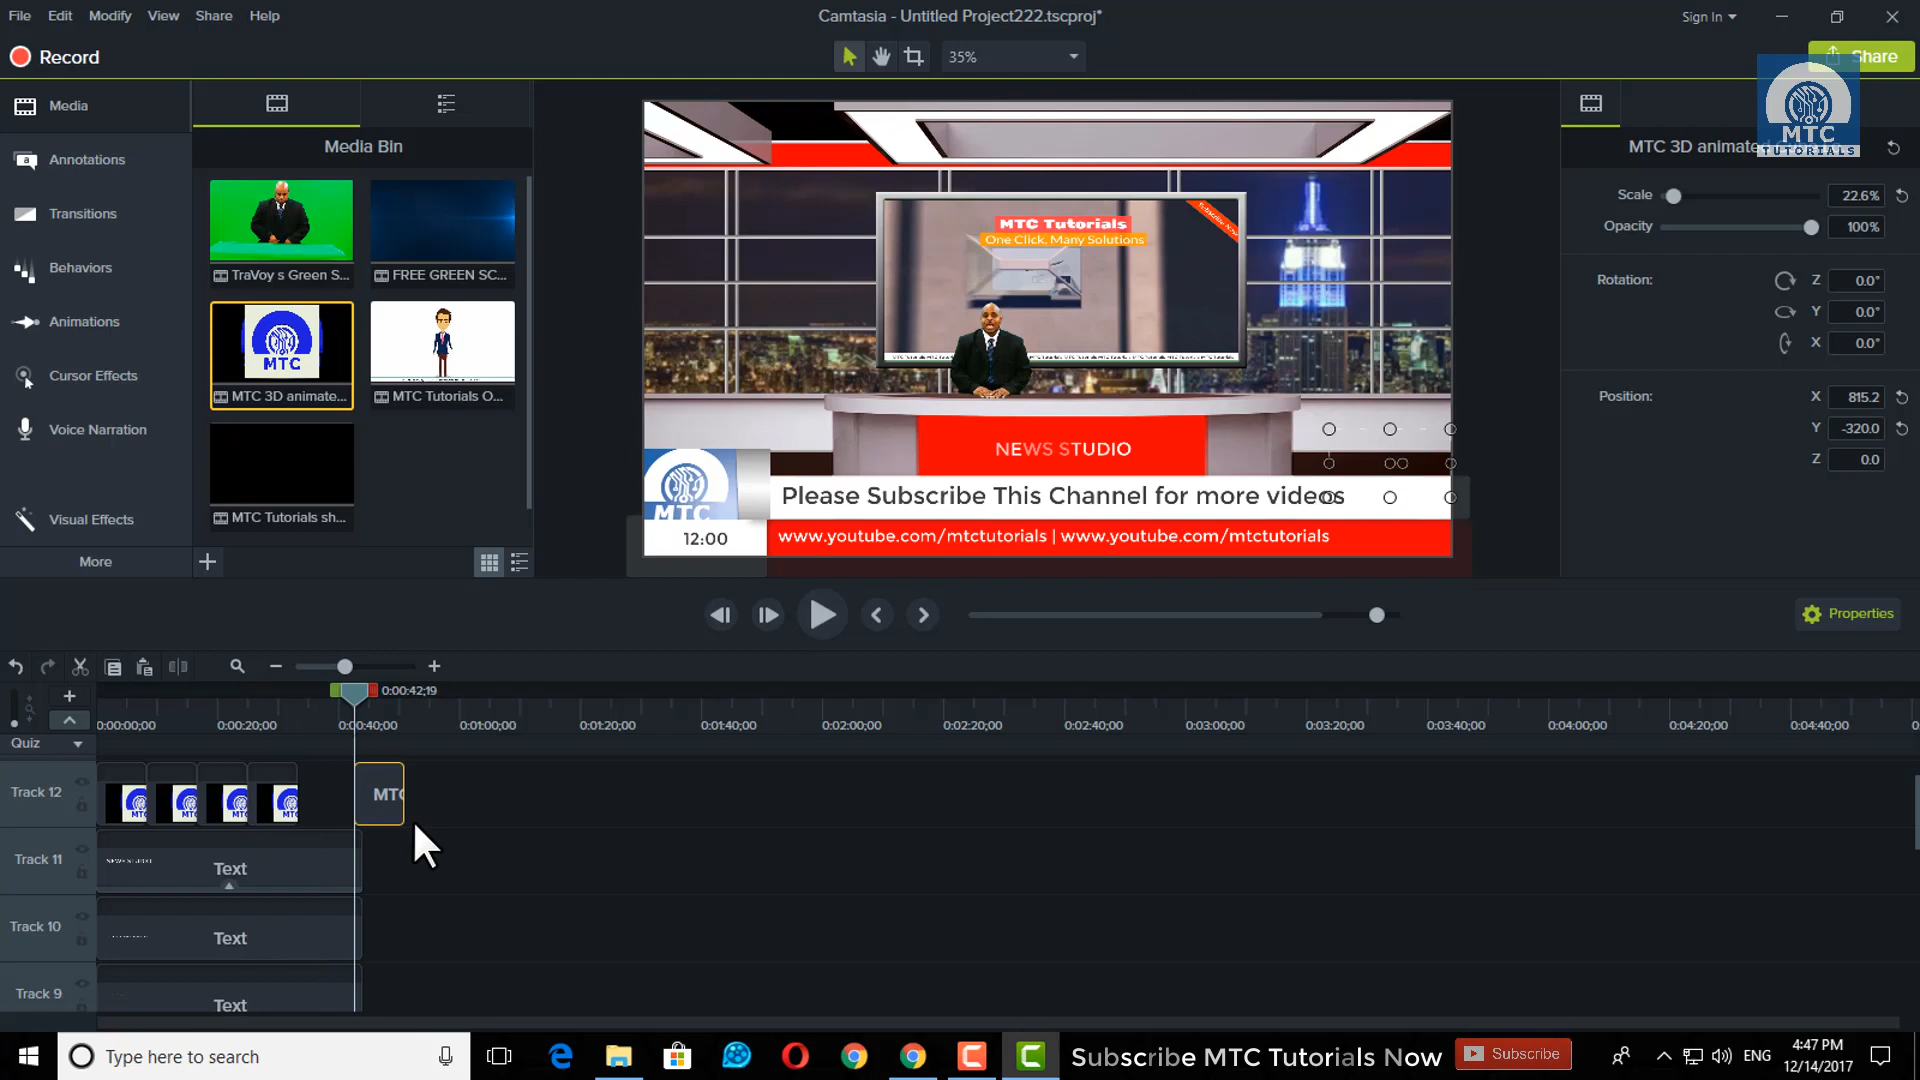 File Edit Modify View Share Help
Camtasia - Untitled Project222.tscproj*
Sign In
Record
35%
Share
Media
Annotations
Transitions
Behaviors
Animations
Cursor Effects
Voice Narration
Visual Effects
More
Media Bin
TraVoy s Green S...
FREE GREEN SC...
MTC
MTC 3D animate...
MTC Tutorials O...
MTC Tutorials sh...
MTC Tutorials
One Click, Many Solutions
Subscribe Now
NEWS STUDIO
MTC
Please Subscribe This Channel for more videos
12:00
www.youtube.com/mtctutorials | www.youtube.com/mtctutorials
MTC
TUTORIALS
MTC 3D animated
Scale 22.6%
Opacity 100%
Rotation: Z 0.0°
Y 0.0°
X 0.0°
Position: X 815.2
Y -320.0
Z 0.0
Properties
0:00:42;19
0:00:00;00 0:00:20;00 0:00:40;00 0:01:00;00 0:01:20;00 0:01:40;00 0:02:00;00 0:02:20;00 0:02:40;00 0:03:00;00 0:03:20;00 0:03:40;00 0:04:00;00 0:04:20;00 0:04:40;00
Quiz
Track 12
MTC
Track 11
NEWS STUDIO
Text
Track 10
Text
Track 9
Text
Type here to search
Subscribe MTC Tutorials Now
Subscribe
ENG
4:47 PM
12/14/2017